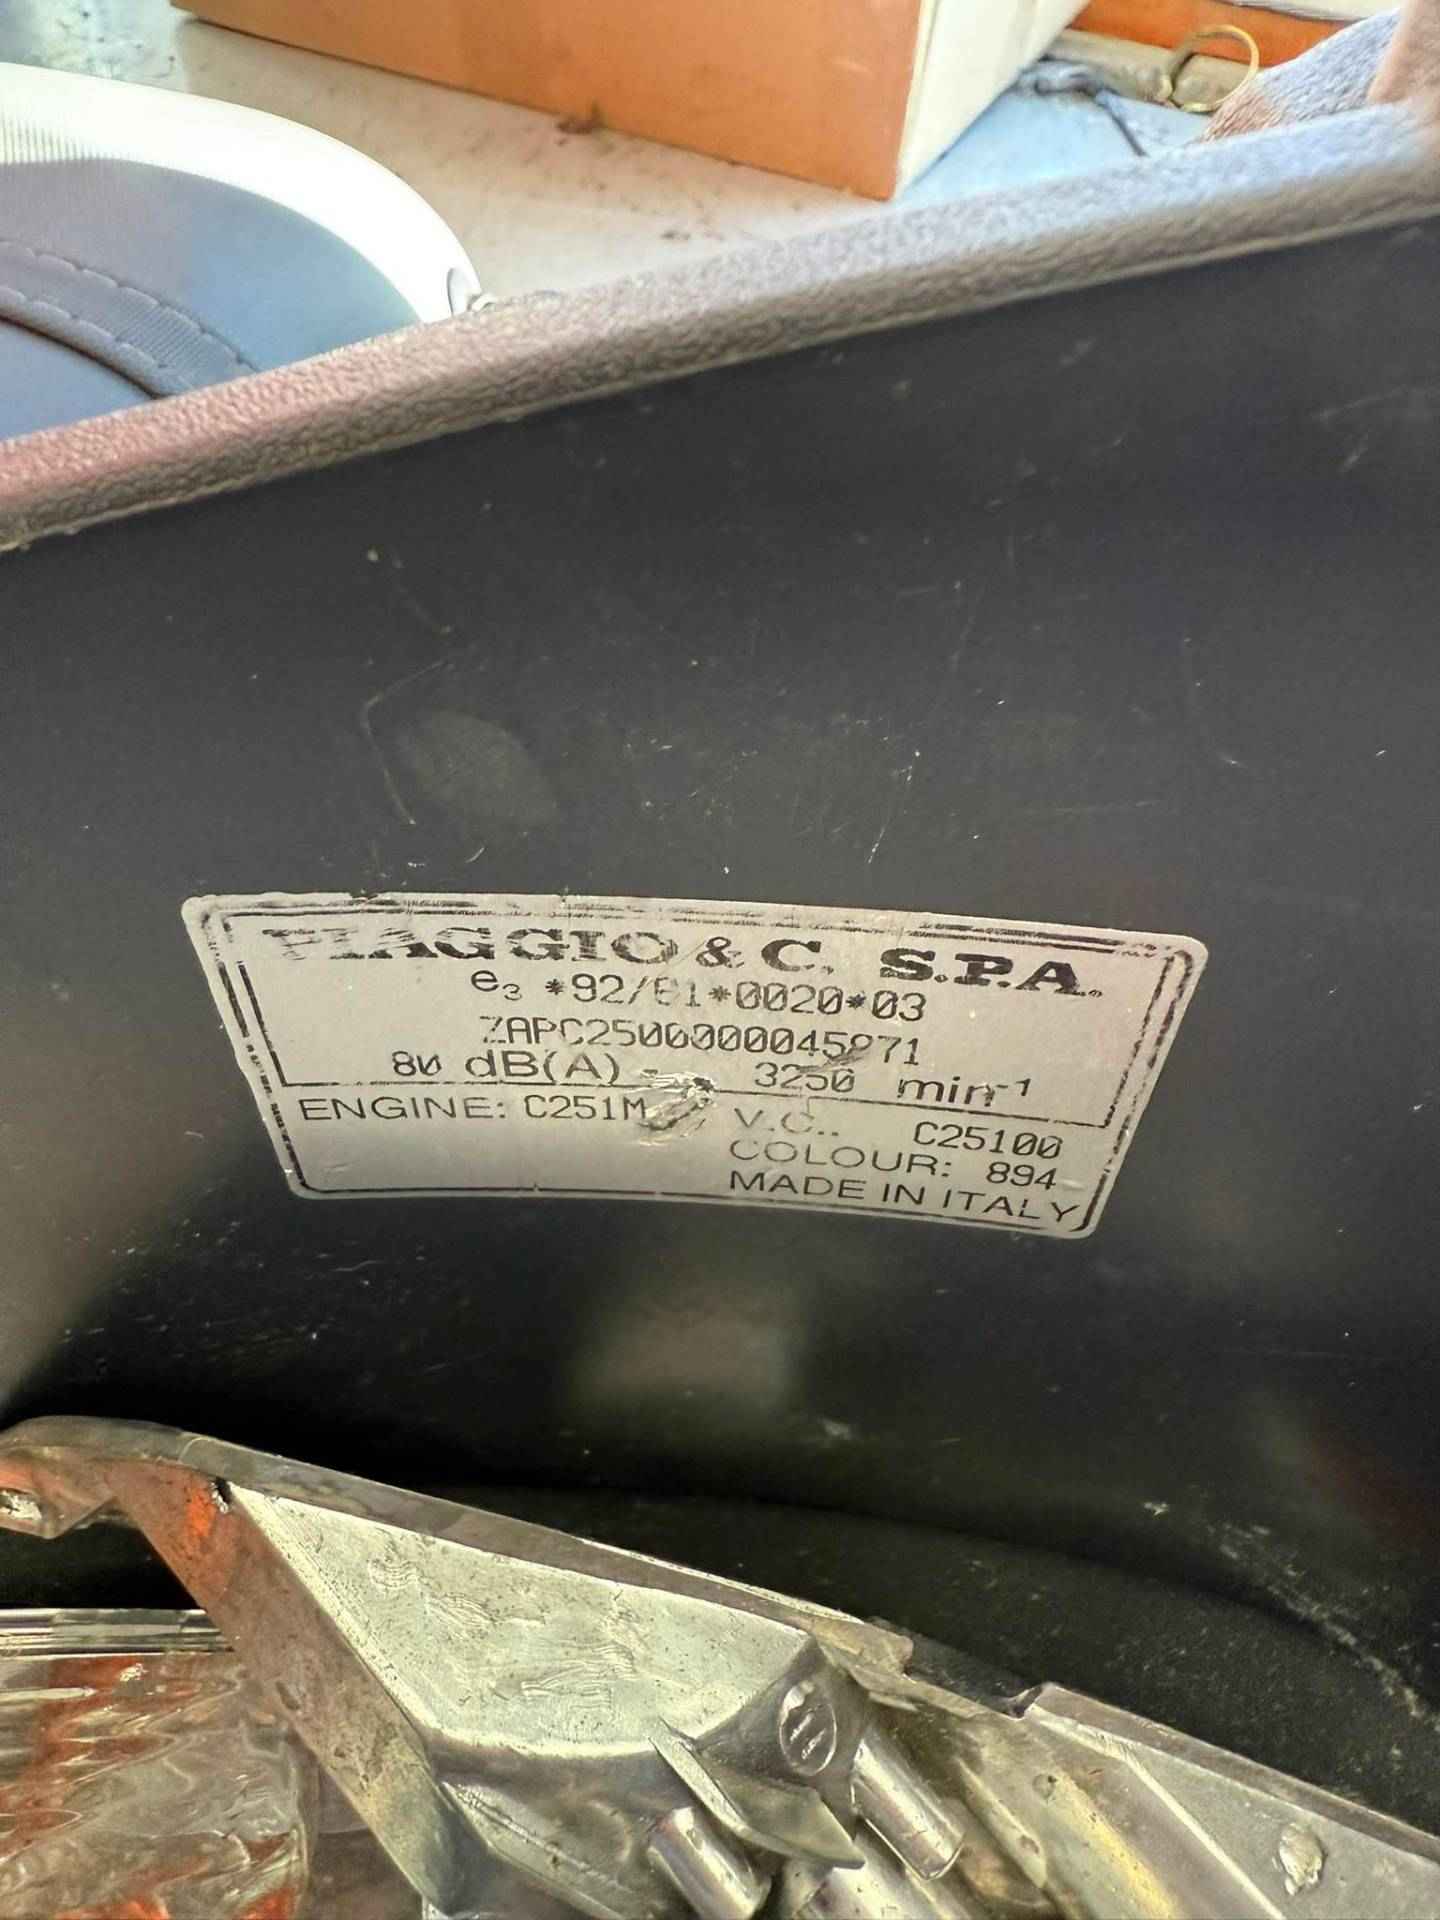 PIAGGIO & C. S.P.A.
e3 *92/61*0020*03
80 dB(A) - 3250 min-1
ENGINE: C251M
V.C.: C25100
COLOUR: 894
MADE IN ITALY